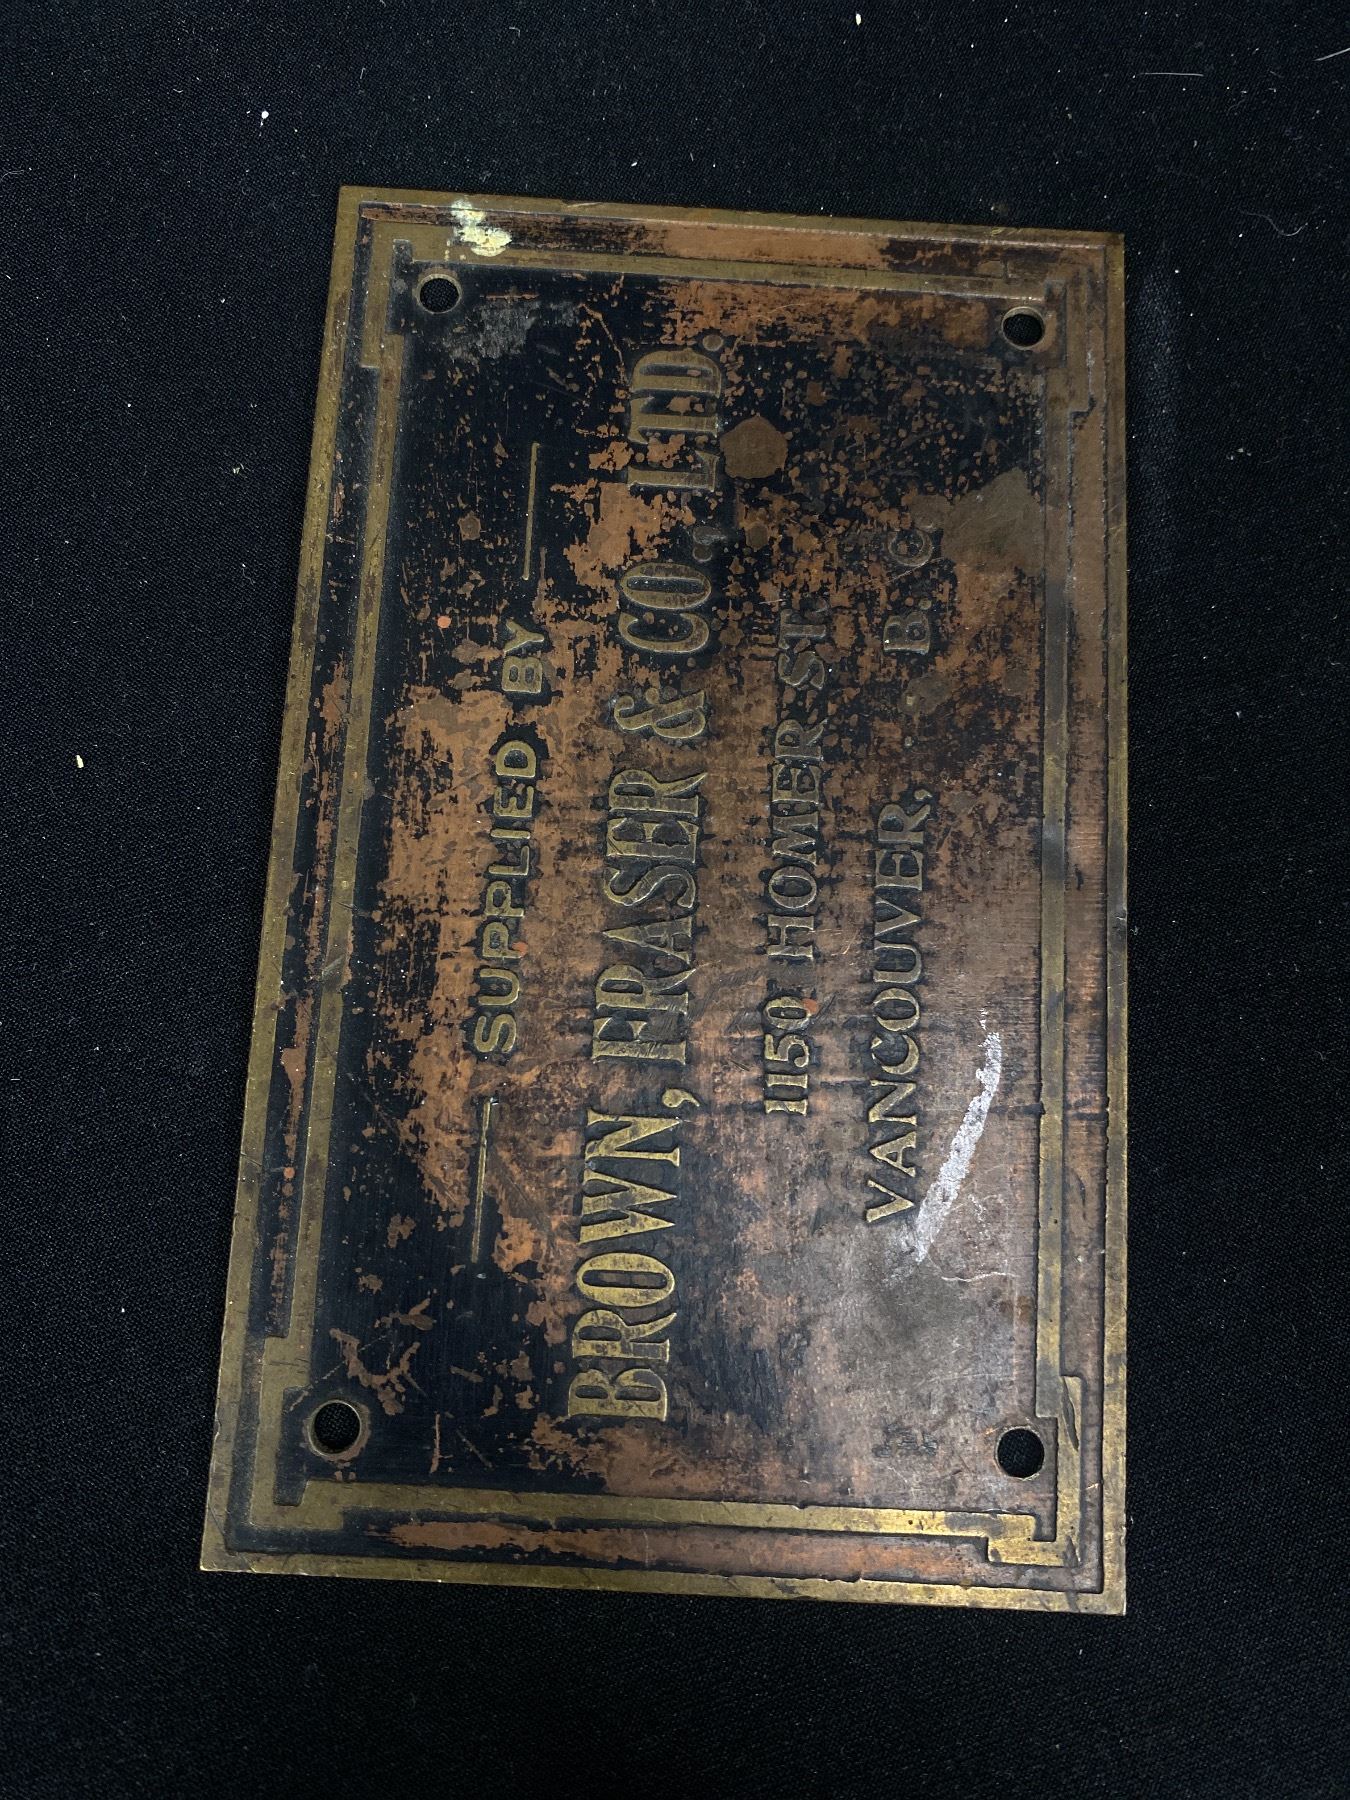 SUPPLIED BY
BROWN, FRASER & CO., LTD.
1150 HOMER ST.
VANCOUVER, - B. C.